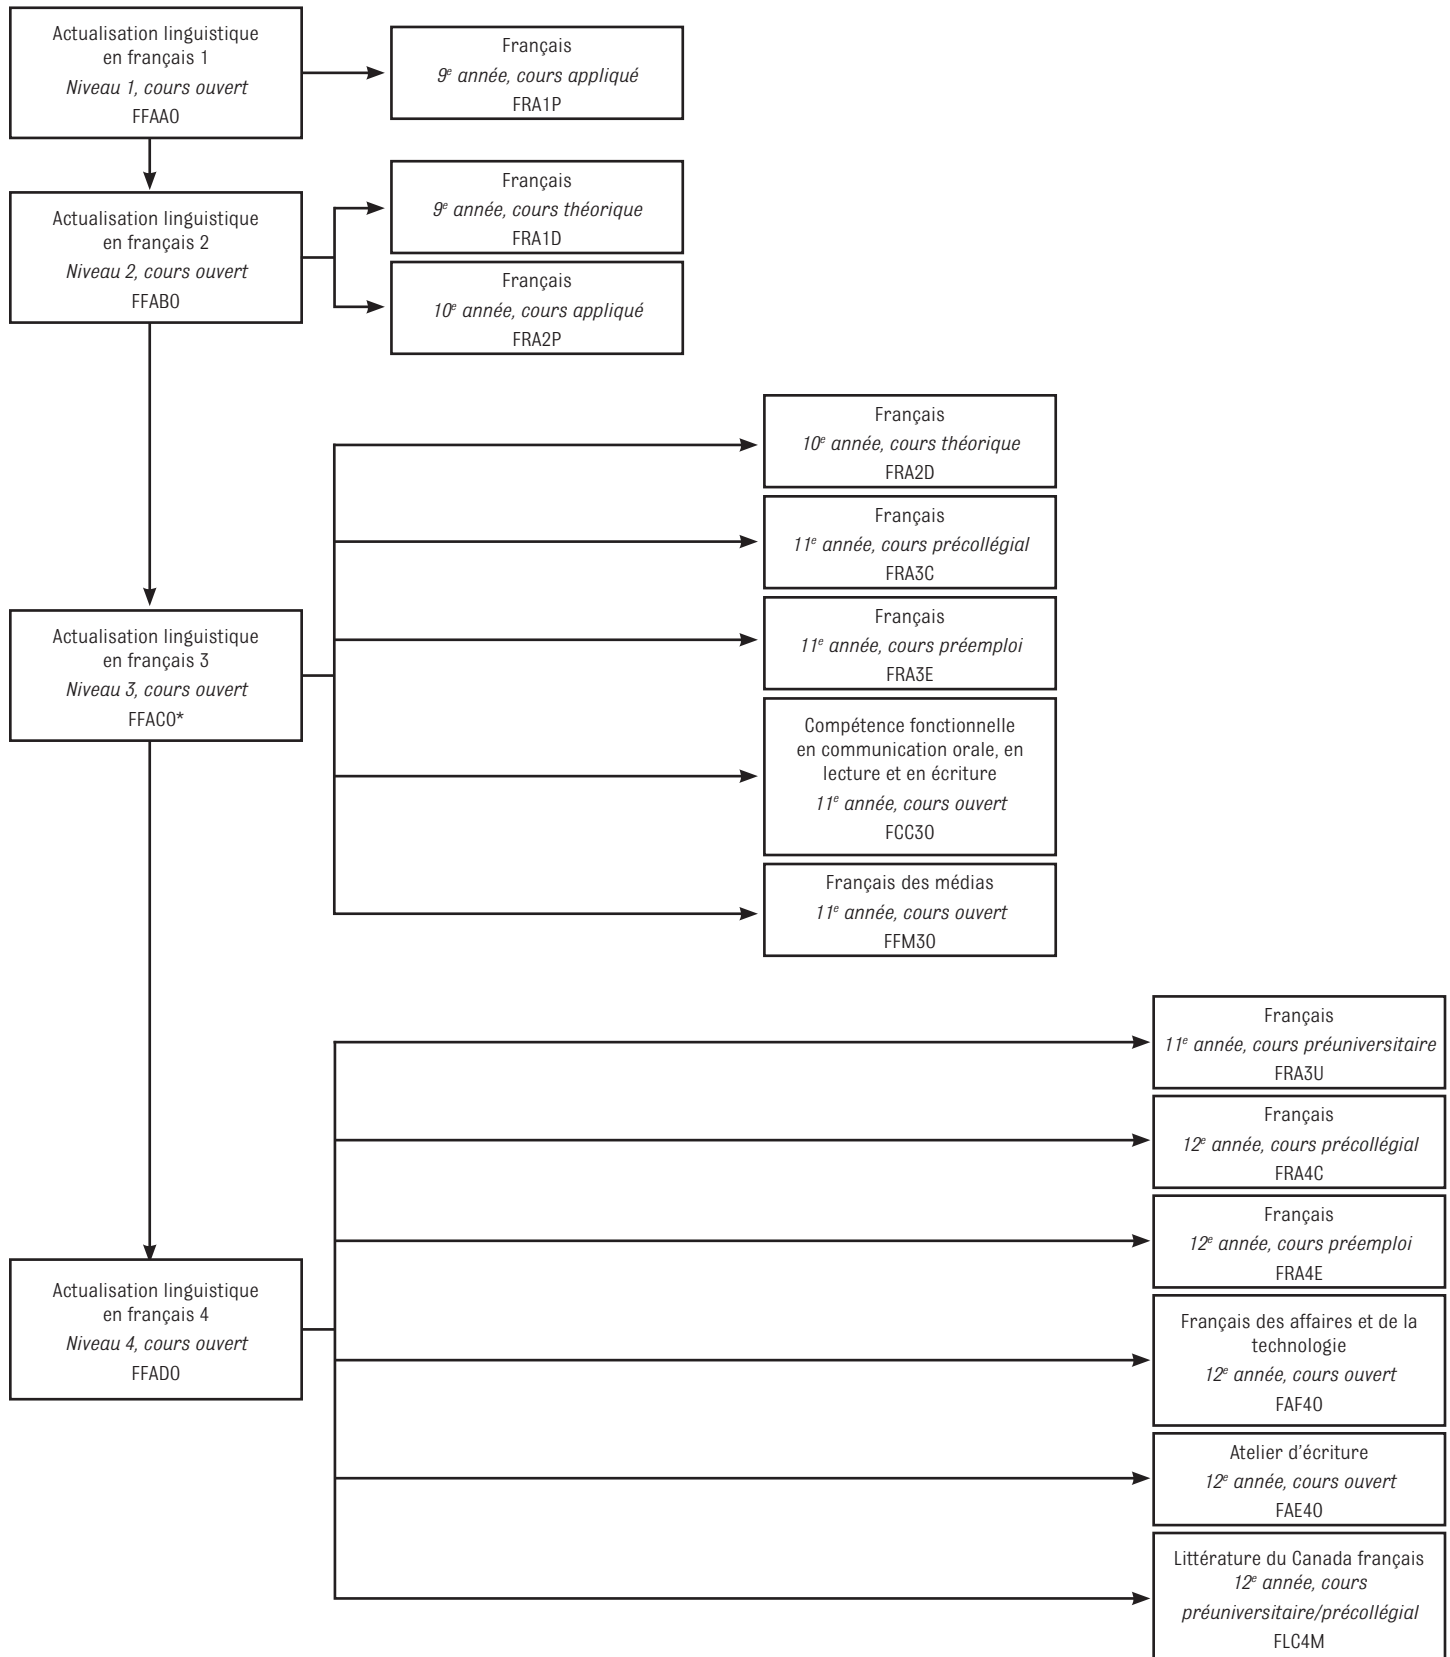 Actualisation linguistique
en français 1
Niveau 1, cours ouvert
FFAAO
Français
9e année, cours appliqué
FRA1P
Actualisation linguistique
en français 2
Niveau 2, cours ouvert
FFABO
Français
9e année, cours théorique
FRA1D
Français
10e année, cours appliqué
FRA2P
Actualisation linguistique
en français 3
Niveau 3, cours ouvert
FFACO*
Français
10e année, cours théorique
FRA2D
Français
11e année, cours précollégial
FRA3C
Français
11e année, cours préemploi
FRA3E
Compétence fonctionnelle
en communication orale, en
lecture et en écriture
11e année, cours ouvert
FCC3O
Français des médias
11e année, cours ouvert
FFM3O
Actualisation linguistique
en français 4
Niveau 4, cours ouvert
FFADO
Français
11e année, cours préuniversitaire
FRA3U
Français
12e année, cours précollégial
FRA4C
Français
12e année, cours préemploi
FRA4E
Français des affaires et de la
technologie
12e année, cours ouvert
FAF4O
Atelier d'écriture
12e année, cours ouvert
FAE4O
Littérature du Canada français
12e année, cours
préuniversitaire/précollégial
FLC4M